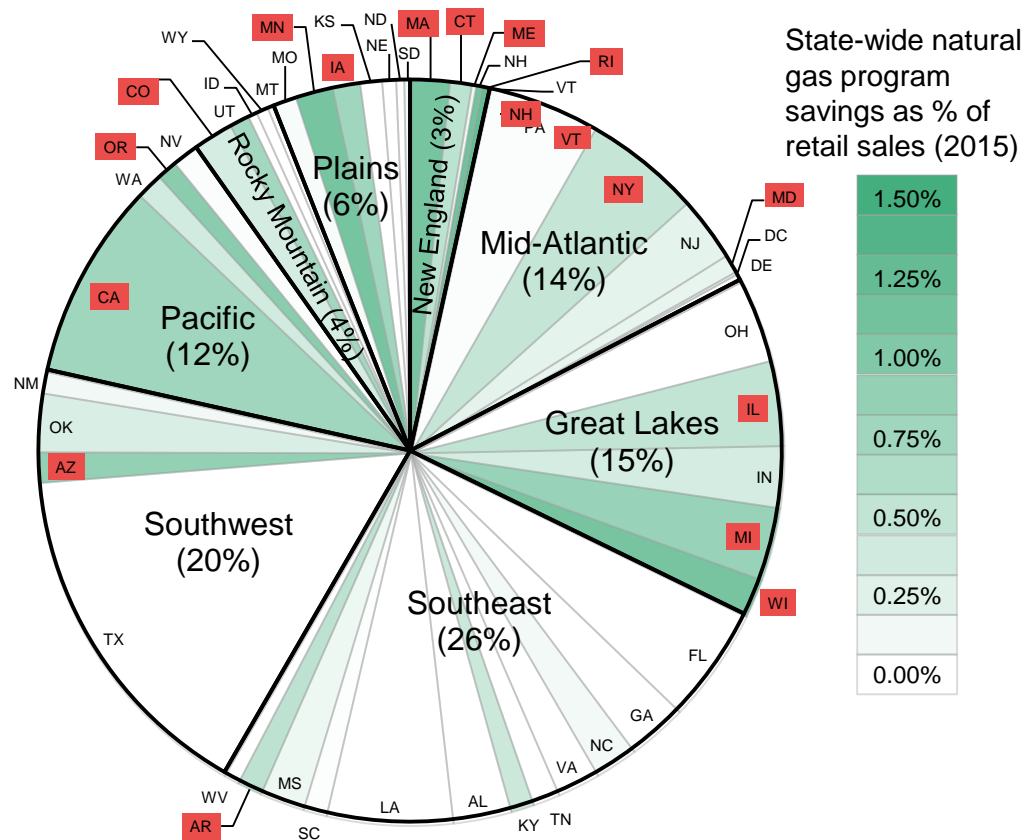 KS
ND
MA
CT
MN
NE
SD
ME
WY
MO
IA
NH
RI
CO
ID
MT
VT
UT
NH
PA
VT
OR
NV
WA
Rocky Mountain (4%)
Plains
(6%)
New England (3%)
NY
Mid-Atlantic
(14%)
NJ
MD
DC
DE
CA
Pacific
(12%)
OH
NM
OK
AZ
Great Lakes
(15%)
IL
IN
MI
WI
Southwest
(20%)
Southeast
(26%)
TX
FL
GA
NC
VA
TN
KY
AL
LA
SC
MS
AR
WV
State-wide natural
gas program
savings as % of
retail sales (2015)
1.50%
1.25%
1.00%
0.75%
0.50%
0.25%
0.00%